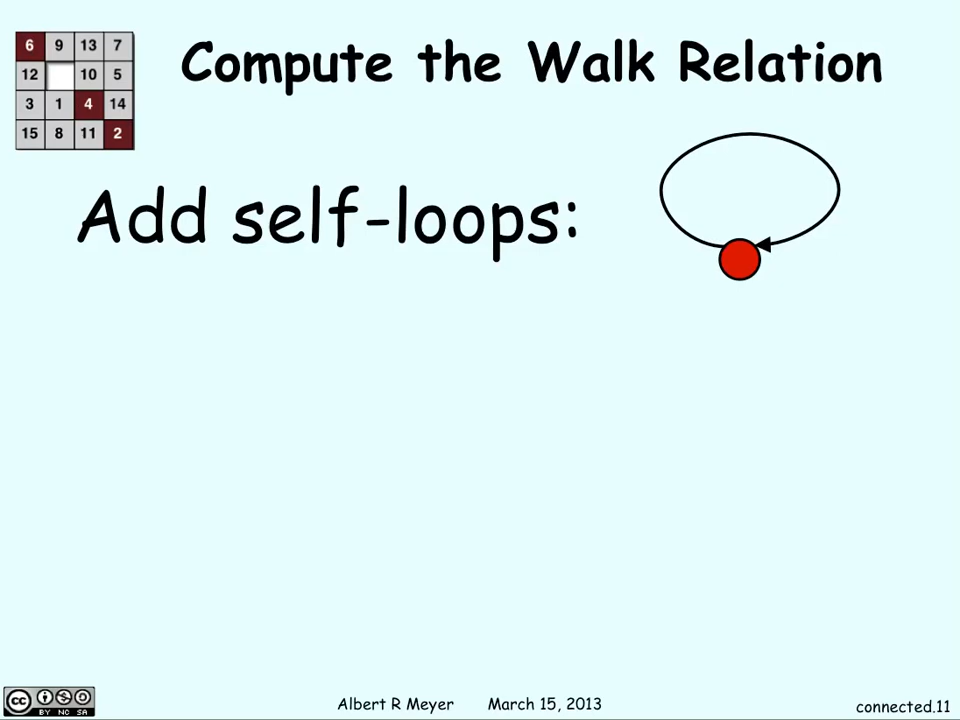 6 9 13 7
12 10 5
3 1 4 14
15 8 11 2
Compute the Walk Relation
Add self-loops:
cc BY NC SA
Albert R Meyer March 15, 2013
connected.11